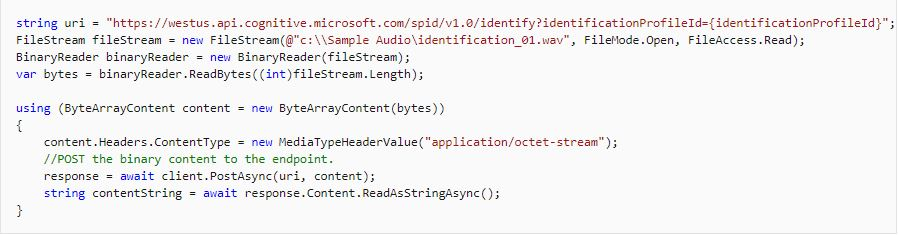 string uri = "https://westus.api.cognitive.microsoft.com/spid/v1.0/identify?identificationProfileId={identificationProfileId}";
FileStream fileStream = new FileStream(@"c:\\Sample Audio\identification_01.wav", FileMode.Open, FileAccess.Read);
BinaryReader binaryReader = new BinaryReader(fileStream);
var bytes = binaryReader.ReadBytes((int)fileStream.Length);

using (ByteArrayContent content = new ByteArrayContent(bytes))
{
    content.Headers.ContentType = new MediaTypeHeaderValue("application/octet-stream");
    //POST the binary content to the endpoint.
    response = await client.PostAsync(uri, content);
    string contentString = await response.Content.ReadAsStringAsync();
}